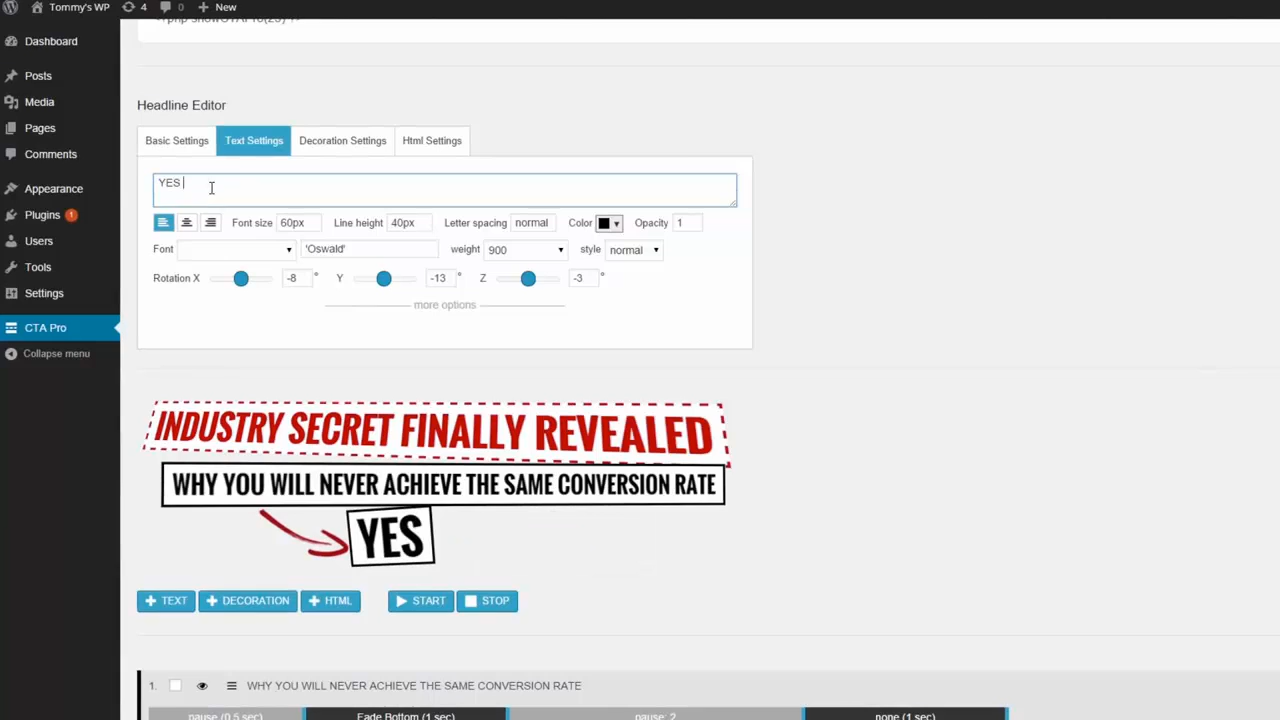 Tommy's WP 4 0 New
Dashboard
Posts
Media
Pages
Comments
Appearance
Plugins 1
Users
Tools
Settings
CTA Pro
Collapse menu
Headline Editor
Basic Settings Text Settings Decoration Settings Html Settings
YES
Font size 60px Line height 40px Letter spacing normal Color Opacity 1
Font 'Oswald' weight 900 style normal
Rotation X -8 ° Y -13 ° Z -3 °
more options
INDUSTRY SECRET FINALLY REVEALED
WHY YOU WILL NEVER ACHIEVE THE SAME CONVERSION RATE
YES
TEXT DECORATION HTML START STOP
1. WHY YOU WILL NEVER ACHIEVE THE SAME CONVERSION RATE
pause (0.5 sec) Fade Bottom (1 sec) pause: 2 none (1 sec)